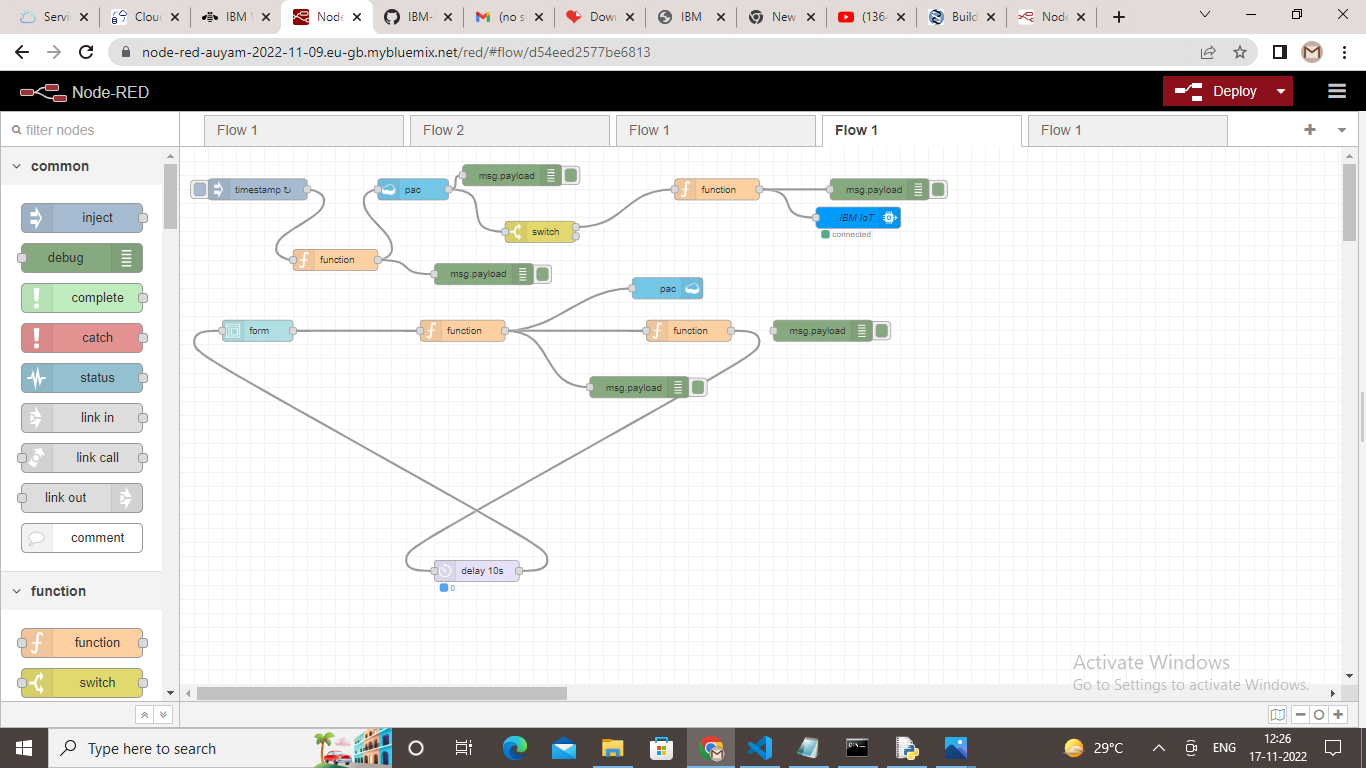 Servic
Cloud
IBM W
Node
IBM-
(no s
Down
IBM
New
(136
Build
Node
node-red-auyam-2022-11-09.eu-gb.mybluemix.net/red/#flow/d54eed2577be6813
Node-RED
Deploy
filter nodes
Flow 1
Flow 2
Flow 1
Flow 1
Flow 1
common
inject
debug
complete
catch
status
link in
link call
link out
comment
function
function
switch
timestamp ↻
pac
msg.payload
function
msg.payload
switch
IBM IoT
connected
function
msg.payload
pac
form
function
function
msg.payload
msg.payload
delay 10s
0
Activate Windows
Go to Settings to activate Windows.
Type here to search
29°C
ENG
12:26
17-11-2022